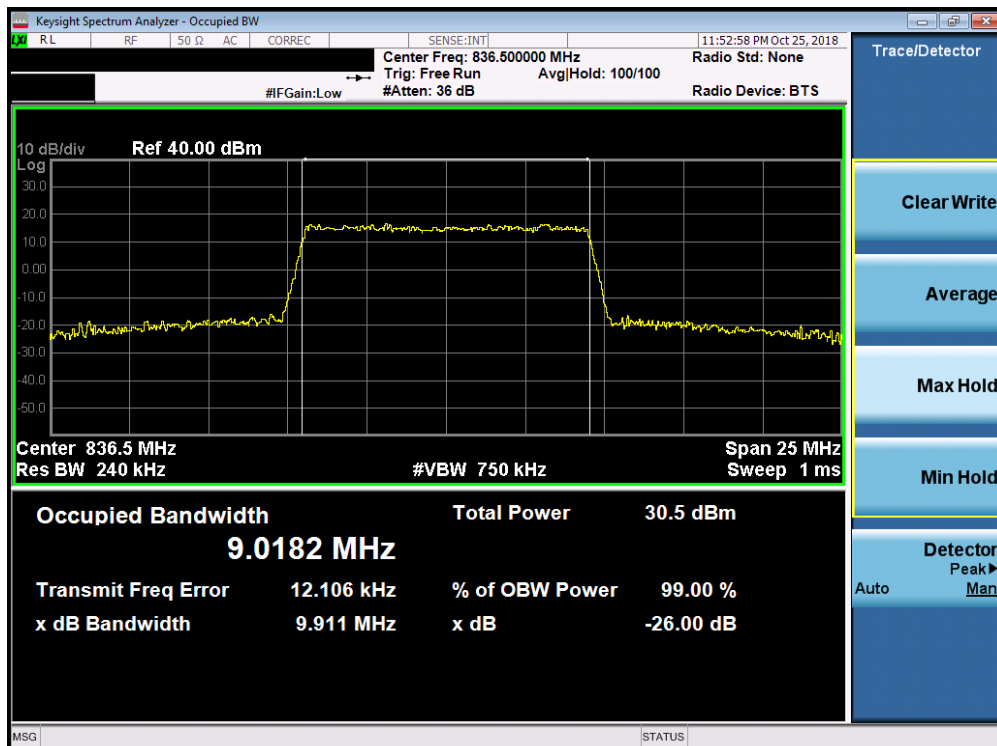 Keysight Spectrum Analyzer - Occupied BW
LXI RL RF 50 Ω AC CORREC SENSE:INT 11:52:58 PM Oct 25, 2018
Center Freq: 836.500000 MHz Radio Std: None
Trig: Free Run Avg|Hold: 100/100
#IFGain:Low #Atten: 36 dB Radio Device: BTS
10 dB/div Ref 40.00 dBm
Log
30.0
20.0
10.0
0.00
-10.0
-20.0
-30.0
-40.0
-50.0
Center 836.5 MHz Span 25 MHz
Res BW 240 kHz #VBW 750 kHz Sweep 1 ms
Occupied Bandwidth Total Power 30.5 dBm
9.0182 MHz
Transmit Freq Error 12.106 kHz % of OBW Power 99.00 %
x dB Bandwidth 9.911 MHz x dB -26.00 dB
MSG STATUS
Trace/Detector
Clear Write
Average
Max Hold
Min Hold
Detector
Peak▶
Auto Man